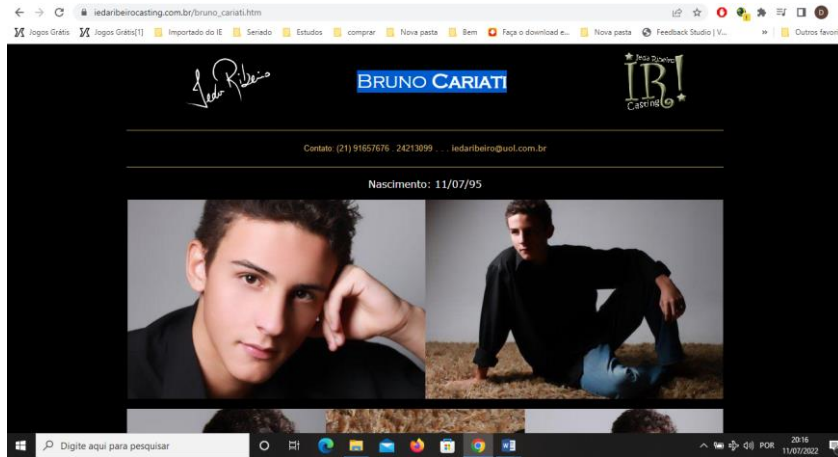 iedaribeirocasting.com.br/bruno_cariati.htm
Jogos Grátis Jogos Grátis[1] Importado do IE Seriado Estudos comprar Nova pasta Bem Faça o download e... Nova pasta Feedback Studio | V... » Outros favori
Ieda Ribeiro
BRUNO CARIATI
Ieda Ribeiro
IR!
Casting
Contato: (21) 91657676 . 24213099 . . . iedaribeiro@uol.com.br
Nascimento: 11/07/95
Digite aqui para pesquisar
POR
20:16
11/07/2022